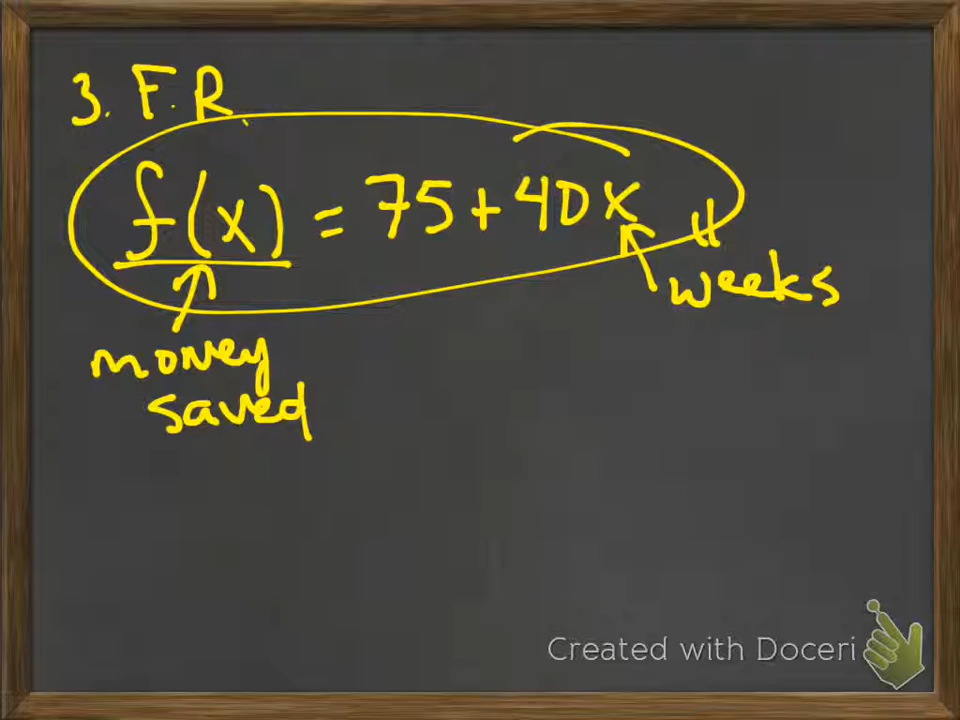 3. F.R.
f(x) = 75 + 40x
weeks
money
saved
Created with Doceri